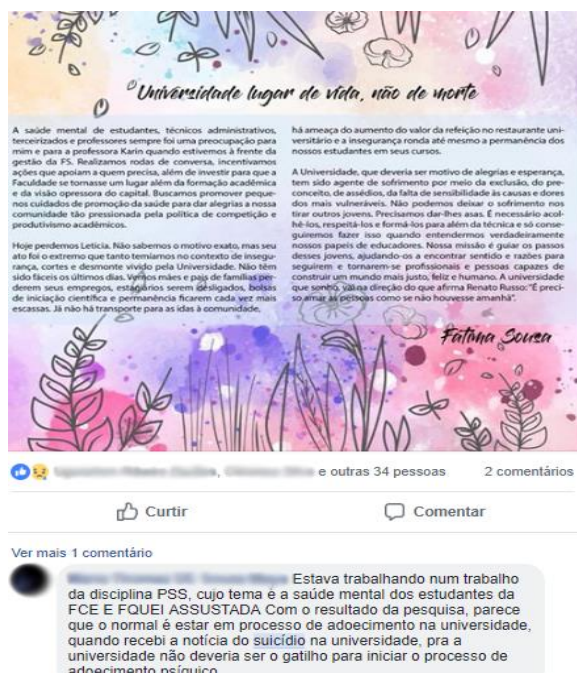 Universidade lugar de vida, não de morte
A saúde mental de estudantes, técnicos administrativos,
terceirizados e professores sempre foi uma preocupação para
mim e para a professora Karin quando estivemos à frente da
gestão da FS. Realizamos rodas de conversa, incentivamos
ações que apoiam a quem precisa, além de investir para que a
Faculdade se tornasse um lugar além da formação acadêmica
e da visão opressora do capital. Buscamos promover peque-
nos cuidados de promoção da saúde para dar alegrias a nossa
comunidade tão pressionada pela política de competição e
produtivismo acadêmicos.
Hoje perdemos Leticia. Não sabemos o motivo exato, mas seu
ato foi o extremo que tanto temíamos no contexto de insegu-
rança, cortes e desmonte vivido pela Universidade. Não têm
sido fáceis os últimos dias. Vemos mães e pais de famílias per-
derem seus empregos, estagiários serem desligados, bolsas
de iniciação científica e permanência ficarem cada vez mais
escassas. Já não há transporte para as idas à comunidade,
há ameaça do aumento do valor da refeição no restaurante uni-
versitário e a insegurança ronda até mesmo a permanência dos
nossos estudantes em seus cursos.
A Universidade, que deveria ser motivo de alegrias e esperança,
tem sido agente de sofrimento por meio da exclusão, do pre-
conceito, de assédios, da falta de sensibilidade às causas e dores
dos mais vulneráveis. Não podemos deixar o sofrimento nos
tirar outros jovens. Precisamos dar-lhes asas. É necessário acol-
hê-los, respeitá-los e formá-los para além da técnica e só conse-
guiremos fazer isso quando entendermos verdadeiramente
nossos papeis de educadores. Nossa missão é guiar os passos
desses jovens, ajudando-os a encontrar sentido e razões para
seguirem e tornarem-se profissionais e pessoas capazes de
construir um mundo mais justo, feliz e humano. A universidade
que sonho, vai na direção do que afirma Renato Russo: "É preci-
so amar as pessoas como se não houvesse amanhã".
Fátima Sousa
e outras 34 pessoas 2 comentários
Curtir Comentar
Ver mais 1 comentário
Estava trabalhando num trabalho
da disciplina PSS, cujo tema é a saúde mental dos estudantes da
FCE E FQUEI ASSUSTADA Com o resultado da pesquisa, parece
que o normal é estar em processo de adoecimento na universidade,
quando recebi a notícia do suicídio na universidade, pra a
universidade não deveria ser o gatilho para iniciar o processo de
adoecimento psíquico